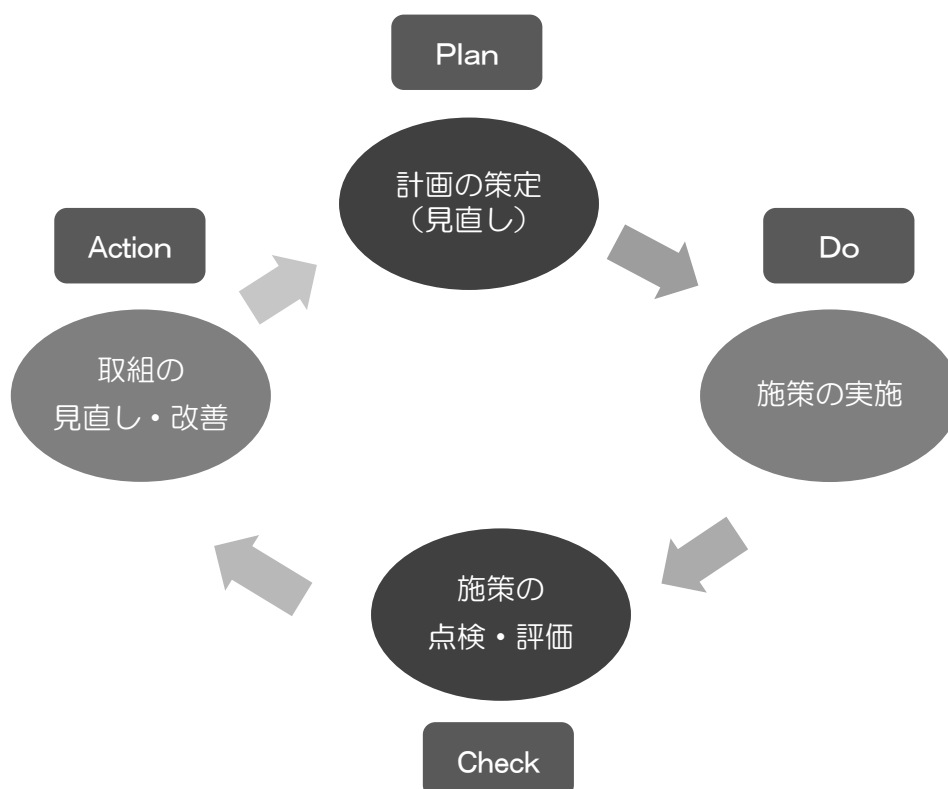 Plan
計画の策定
（見直し）
Action
Do
取組の
見直し・改善
施策の実施
施策の
点検・評価
Check